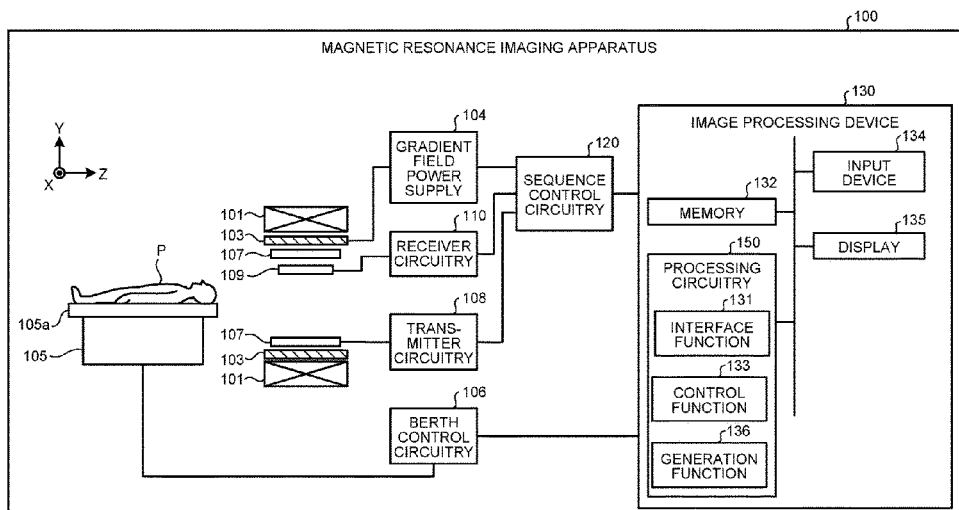 100
MAGNETIC RESONANCE IMAGING APPARATUS
130
IMAGE PROCESSING DEVICE
Y
X
Z
104
GRADIENT
FIELD
POWER
SUPPLY
120
SEQUENCE
CONTROL
CIRCUITRY
134
INPUT
DEVICE
132
MEMORY
135
DISPLAY
101
103
107
109
110
RECEIVER
CIRCUITRY
150
PROCESSING
CIRCUITRY
131
INTERFACE
FUNCTION
133
CONTROL
FUNCTION
136
GENERATION
FUNCTION
P
105a
105
107
103
101
108
TRANS-
MITTER
CIRCUITRY
106
BERTH
CONTROL
CIRCUITRY